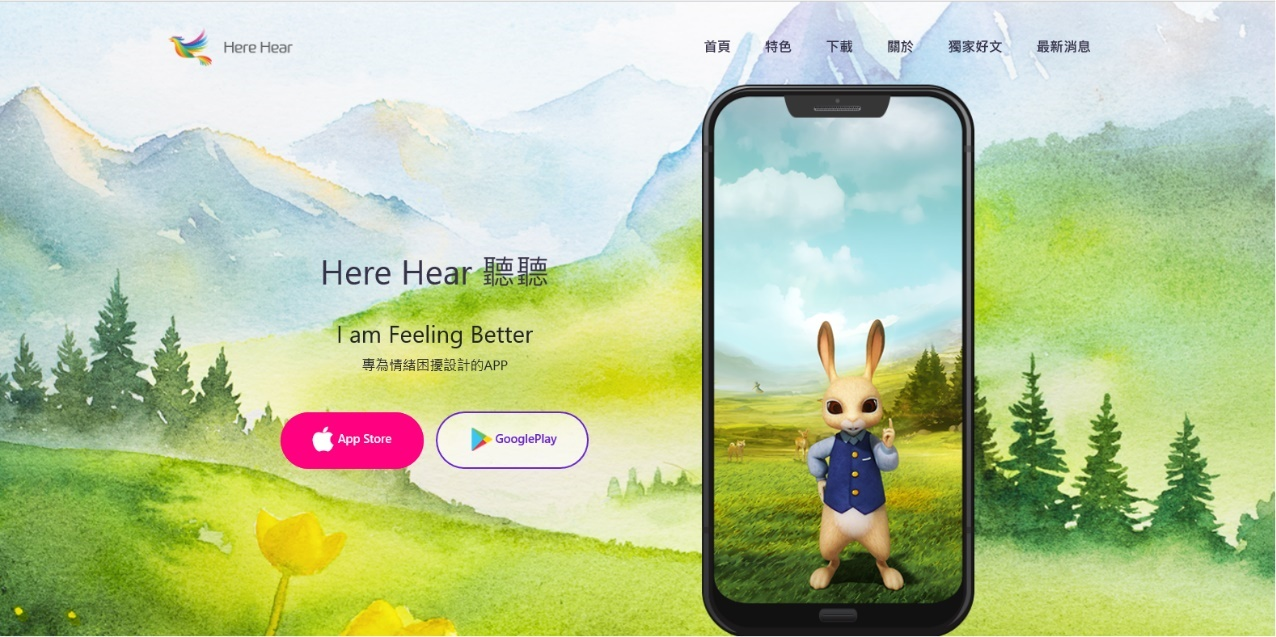 Here Hear
首頁
特色
下載
關於
獨家好文
最新消息
Here Hear 聽聽
I am Feeling Better
專為情緒困擾設計的APP
App Store
GooglePlay